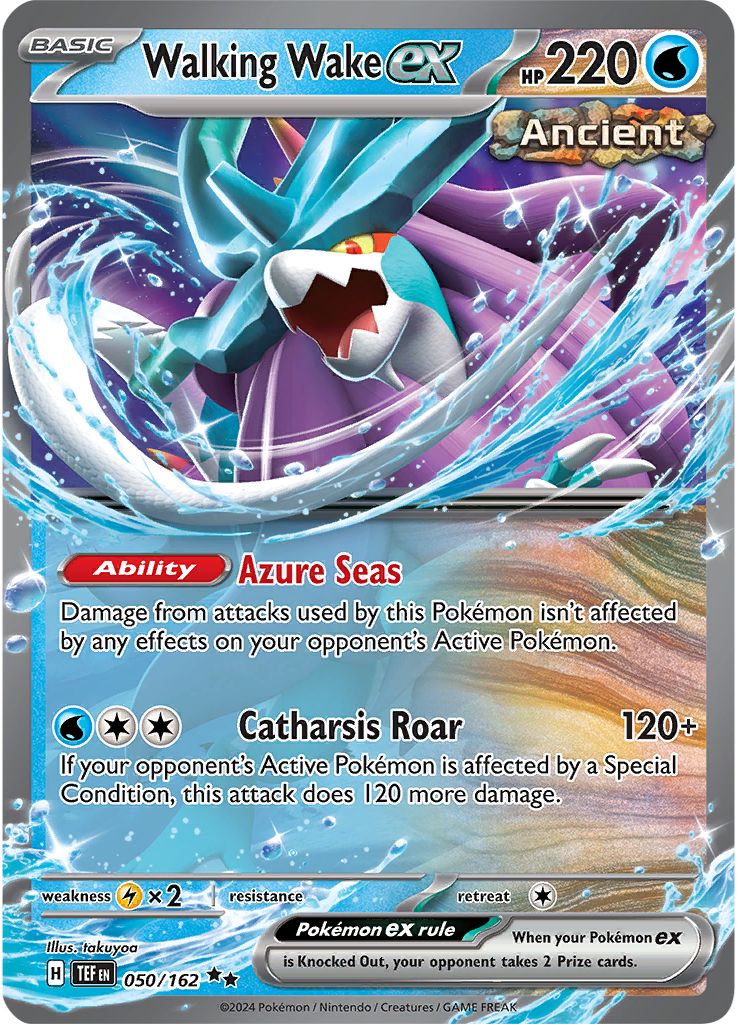 BASIC
Walking Wake ex
HP 220
Ancient
Ability Azure Seas
Damage from attacks used by this Pokémon isn't affected
by any effects on your opponent's Active Pokémon.
Catharsis Roar 120+
If your opponent's Active Pokémon is affected by a Special
Condition, this attack does 120 more damage.
weakness ×2 resistance retreat
Illus. takuyoa
Pokémon ex rule When your Pokémon ex
is Knocked Out, your opponent takes 2 Prize cards.
H TEF EN 050/162
©2024 Pokémon / Nintendo / Creatures / GAME FREAK